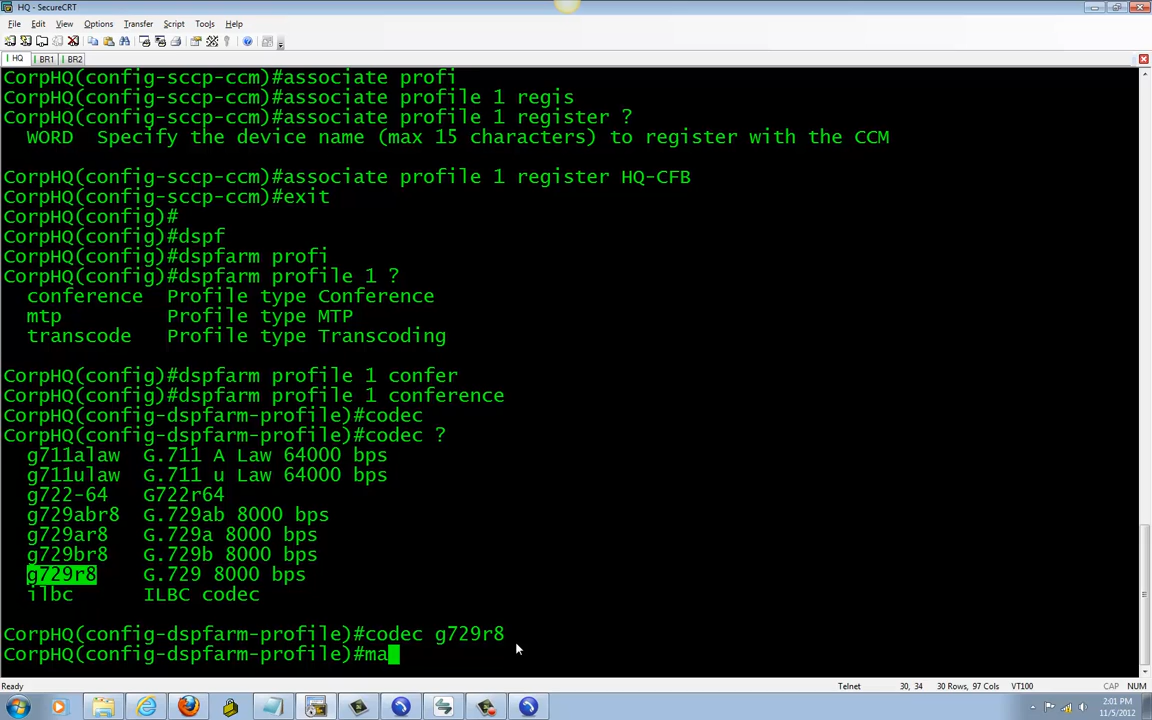 HQ - SecureCRT
File Edit View Options Transfer Script Tools Help
HQ BR1 BR2
CorpHQ(config-sccp-ccm)#associate profi
CorpHQ(config-sccp-ccm)#associate profile 1 regis
CorpHQ(config-sccp-ccm)#associate profile 1 register ?
WORD Specify the device name (max 15 characters) to register with the CCM
CorpHQ(config-sccp-ccm)#associate profile 1 register HQ-CFB
CorpHQ(config-sccp-ccm)#exit
CorpHQ(config)#
CorpHQ(config)#dspf
CorpHQ(config)#dspfarm profi
CorpHQ(config)#dspfarm profile 1 ?
conference Profile type Conference
mtp Profile type MTP
transcode Profile type Transcoding
CorpHQ(config)#dspfarm profile 1 confer
CorpHQ(config)#dspfarm profile 1 conference
CorpHQ(config-dspfarm-profile)#codec
CorpHQ(config-dspfarm-profile)#codec ?
g711alaw G.711 A Law 64000 bps
g711ulaw G.711 u Law 64000 bps
g722-64 G722r64
g729abr8 G.729ab 8000 bps
g729ar8 G.729a 8000 bps
g729br8 G.729b 8000 bps
g729r8 G.729 8000 bps
ilbc ILBC codec
CorpHQ(config-dspfarm-profile)#codec g729r8
CorpHQ(config-dspfarm-profile)#ma
Ready Telnet 30, 34 30 Rows, 97 Cols VT100 CAP NUM
2:01 PM
11/5/2012